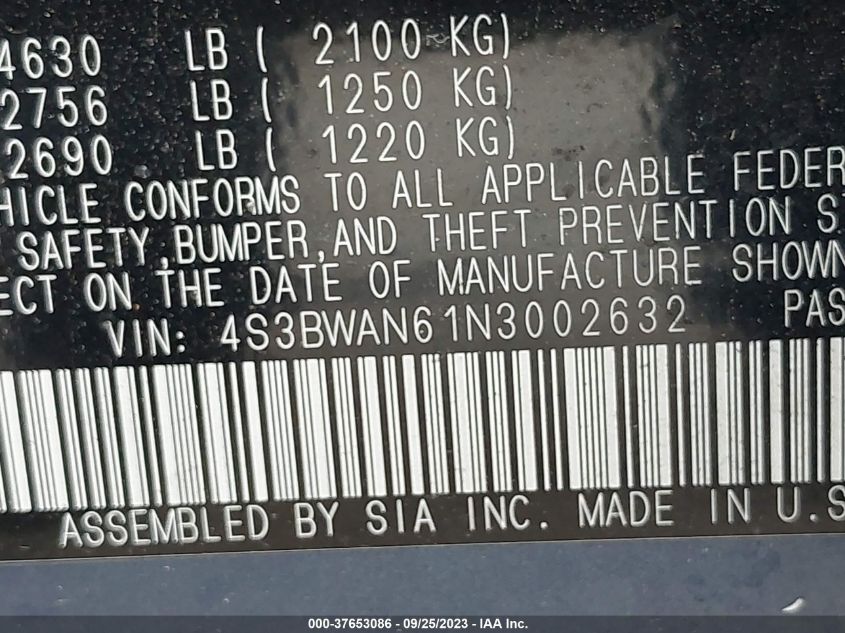 4630 LB ( 2100 KG)
2756 LB ( 1250 KG)
2690 LB ( 1220 KG)
HICLE CONFORMS TO ALL APPLICABLE FEDER
SAFETY,BUMPER,AND THEFT PREVENTION S
ECT ON THE DATE OF MANUFACTURE SHOWN
VIN: 4S3BWAN61N3002632 PAS
ASSEMBLED BY SIA INC. MADE IN U.S
000-37653086 - 09/25/2023 - IAA Inc.